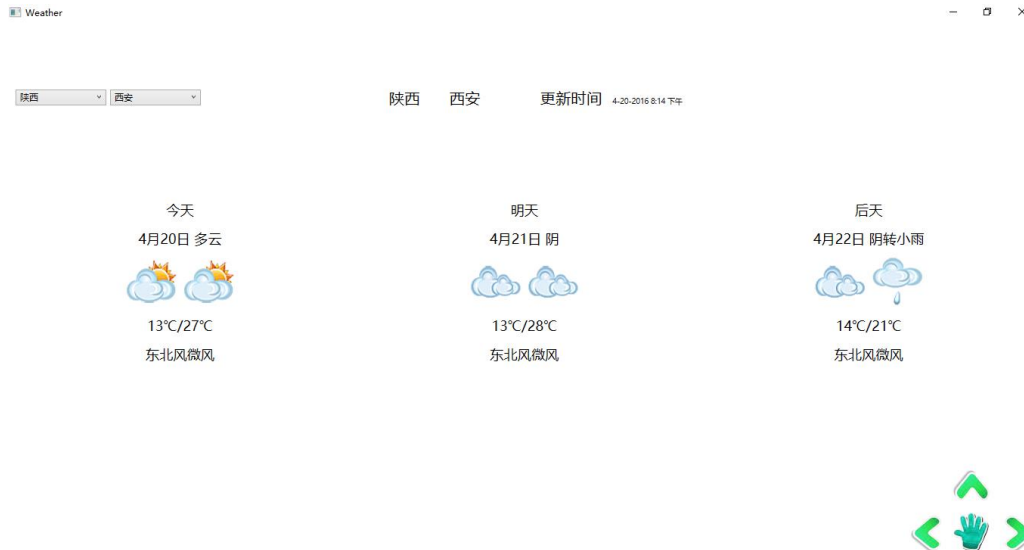 Weather
陕西 西安 陕西 西安 更新时间 4-20-2016 8:14 下午
今天 明天 后天
4月20日 多云 4月21日 阴 4月22日 阴转小雨
13℃/27℃ 13℃/28℃ 14℃/21℃
东北风微风 东北风微风 东北风微风